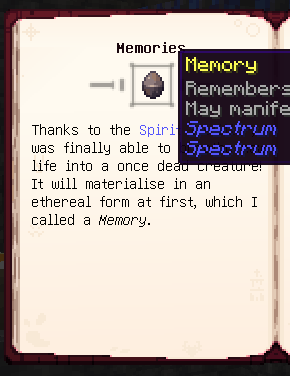 Memories
Memory
Remembers
May manife
Spectrum
Spectrum
Thanks to the Spiri
was finally able to
life into a once dead creature!
It will materialise in an
ethereal form at first, which I
called a Memory.